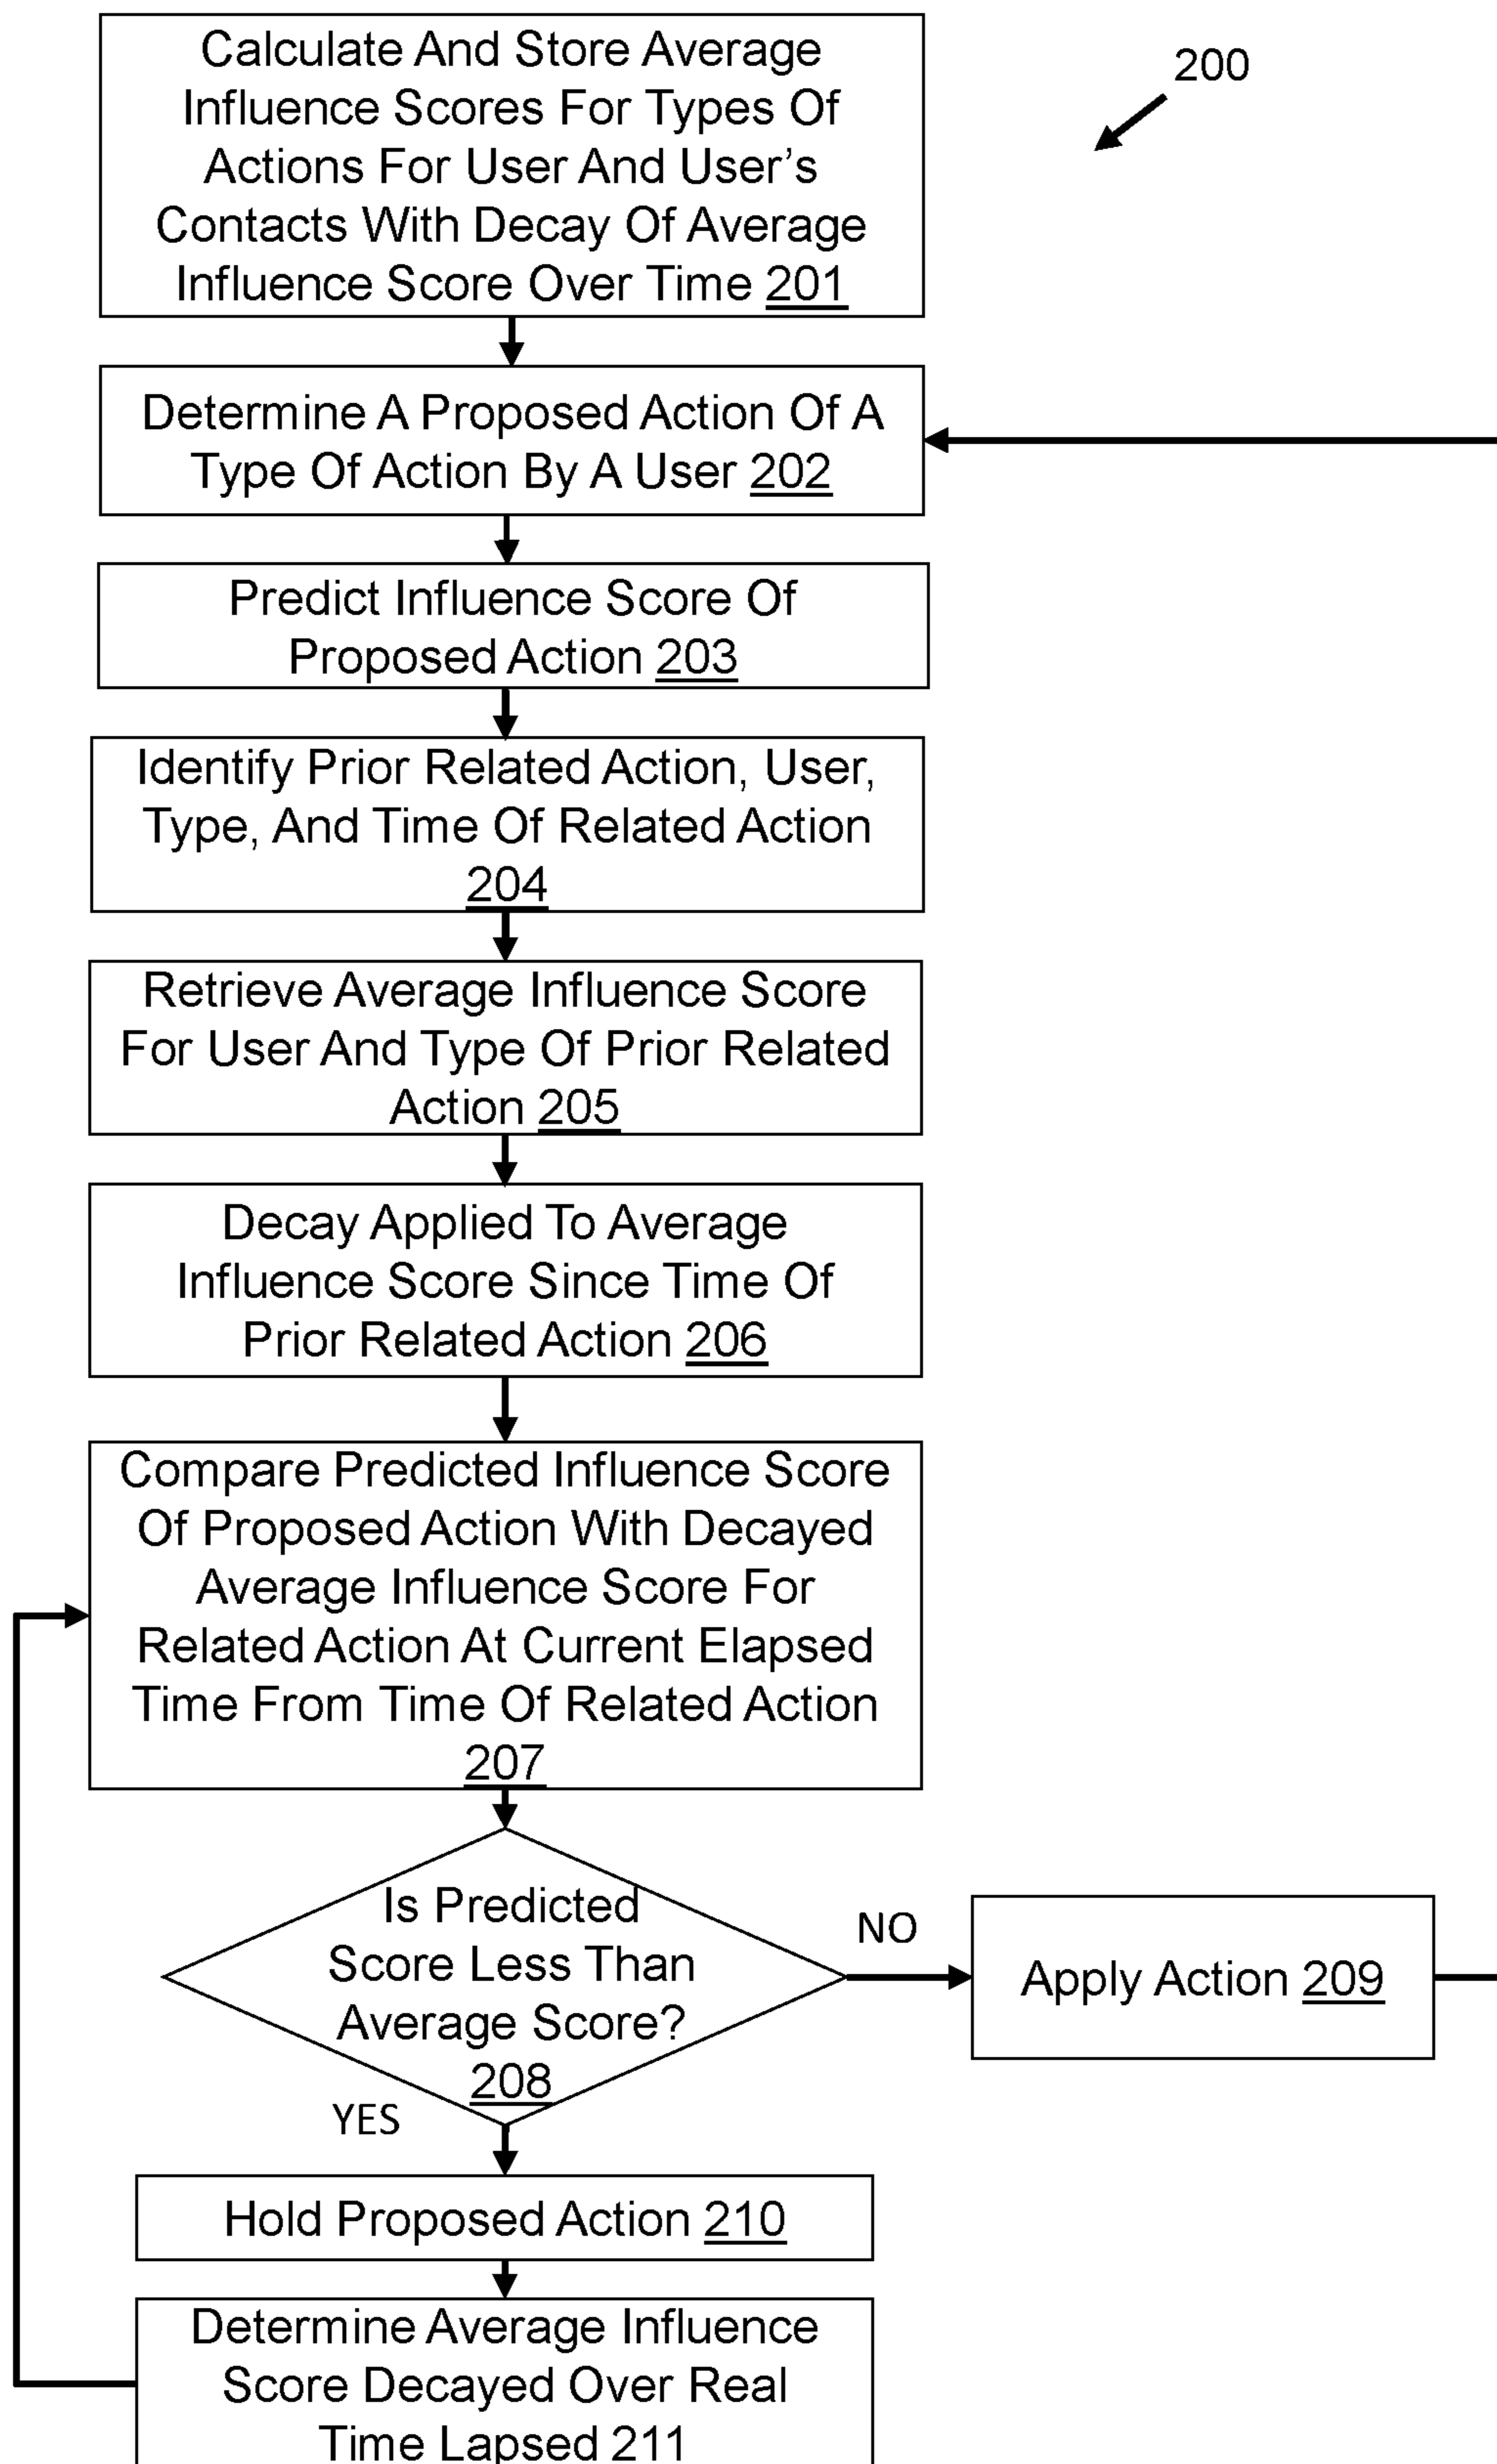 Calculate And Store Average
Influence Scores For Types Of
Actions For User And User’s
Contacts With Decay Of Average
Influence Score Over Time 201
200
Determine A Proposed Action Of A
Type Of Action By A User 202
Predict Influence Score Of
Proposed Action 203
Identify Prior Related Action, User,
Type, And Time Of Related Action
204
Retrieve Average Influence Score
For User And Type Of Prior Related
Action 205
Decay Applied To Average
Influence Score Since Time Of
Prior Related Action 206
Compare Predicted Influence Score
Of Proposed Action With Decayed
Average Influence Score For
Related Action At Current Elapsed
Time From Time Of Related Action
207
Is Predicted
Score Less Than
Average Score?
208
NO
Apply Action 209
YES
Hold Proposed Action 210
Determine Average Influence
Score Decayed Over Real
Time Lapsed 211